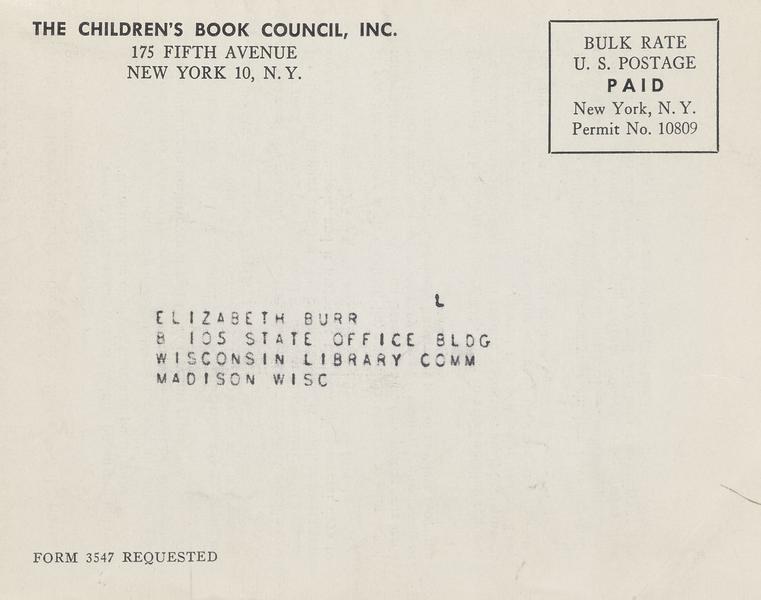 THE CHILDREN'S BOOK COUNCIL, INC.
175 FIFTH AVENUE
NEW YORK 10, N. Y.
BULK RATE
U. S. POSTAGE
PAID
New York, N. Y.
Permit No. 10809
L
ELIZABETH BURR
B 105 STATE OFFICE BLDG
WISCONSIN LIBRARY COMM
MADISON WISC
FORM 3547 REQUESTED